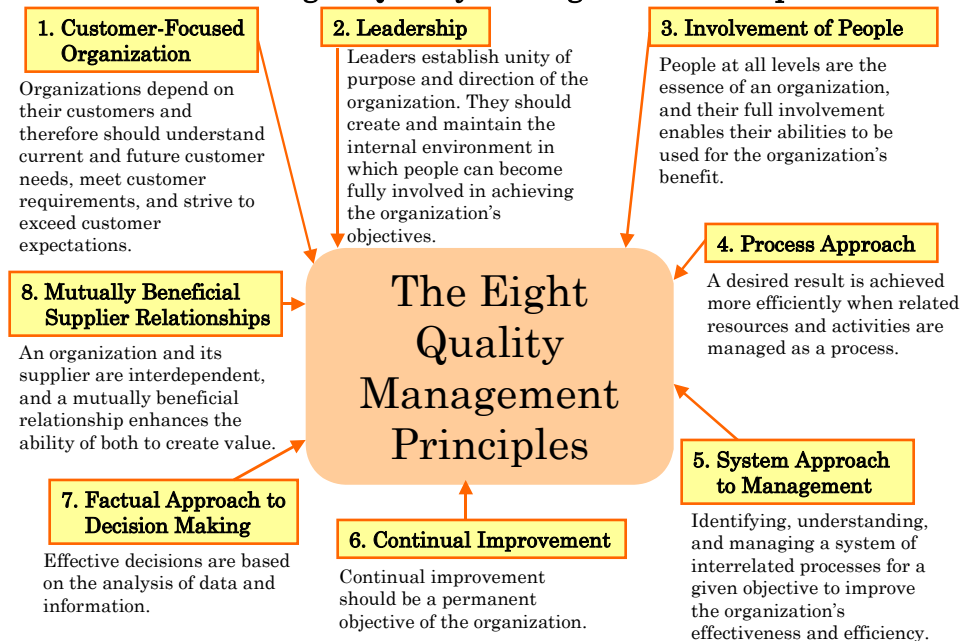 1. Customer-Focused
Organization
Organizations depend on
their customers and
therefore should understand
current and future customer
needs, meet customer
requirements, and strive to
exceed customer
expectations.
2. Leadership
Leaders establish unity of
purpose and direction of the
organization. They should
create and maintain the
internal environment in
which people can become
fully involved in achieving
the organization's
objectives.
3. Involvement of People
People at all levels are the
essence of an organization,
and their full involvement
enables their abilities to be
used for the organization's
benefit.
4. Process Approach
A desired result is achieved
more efficiently when related
resources and activities are
managed as a process.
5. System Approach
to Management
Identifying, understanding,
and managing a system of
interrelated processes for a
given objective to improve
the organization's
effectiveness and efficiency.
6. Continual Improvement
Continual improvement
should be a permanent
objective of the organization.
7. Factual Approach to
Decision Making
Effective decisions are based
on the analysis of data and
information.
8. Mutually Beneficial
Supplier Relationships
An organization and its
supplier are interdependent,
and a mutually beneficial
relationship enhances the
ability of both to create value.
The Eight
Quality
Management
Principles